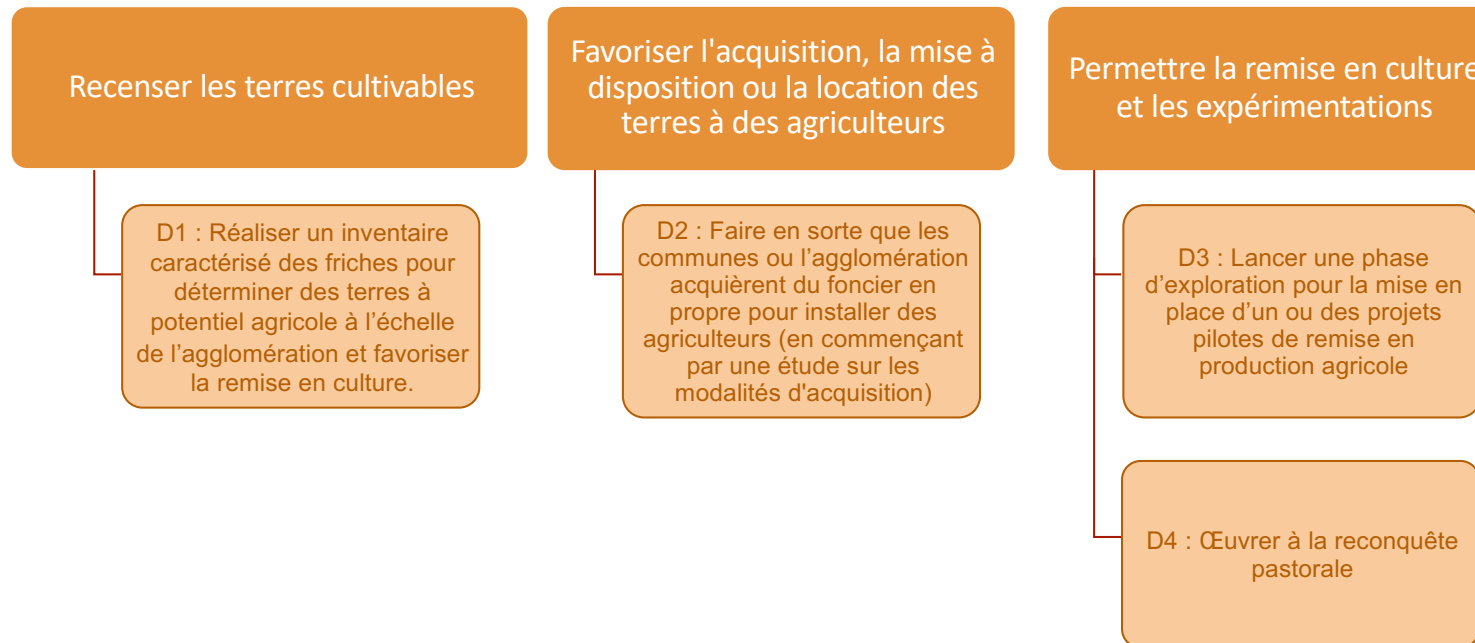 Recenser les terres cultivables
Favoriser l'acquisition, la mise à
disposition ou la location des
terres à des agriculteurs
Permettre la remise en culture
et les expérimentations
D1 : Réaliser un inventaire
caractérisé des friches pour
déterminer des terres à
potentiel agricole à l’échelle
de l’agglomération et favoriser
la remise en culture.
D2 : Faire en sorte que les
communes ou l’agglomération
acquièrent du foncier en
propre pour installer des
agriculteurs (en commençant
par une étude sur les
modalités d'acquisition)
D3 : Lancer une phase
d’exploration pour la mise en
place d’un ou des projets
pilotes de remise en
production agricole
D4 : Œuvrer à la reconquête
pastorale